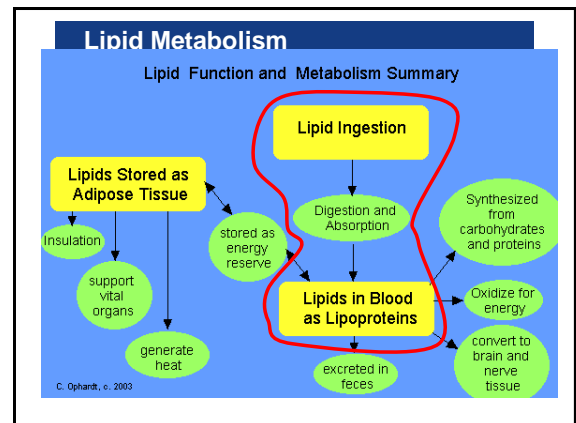 Lipid Metabolism
Lipid Function and Metabolism Summary
Lipid Ingestion
Lipids Stored as
Adipose Tissue
Digestion and
Absorption
Synthesized
from
carbohydrates
and proteins
Insulation
stored as
energy
reserve
support
vital
organs
Lipids in Blood
as Lipoproteins
Oxidize for
energy
generate
heat
excreted in
feces
convert to
brain and
nerve
tissue
C. Ophardt, c. 2003